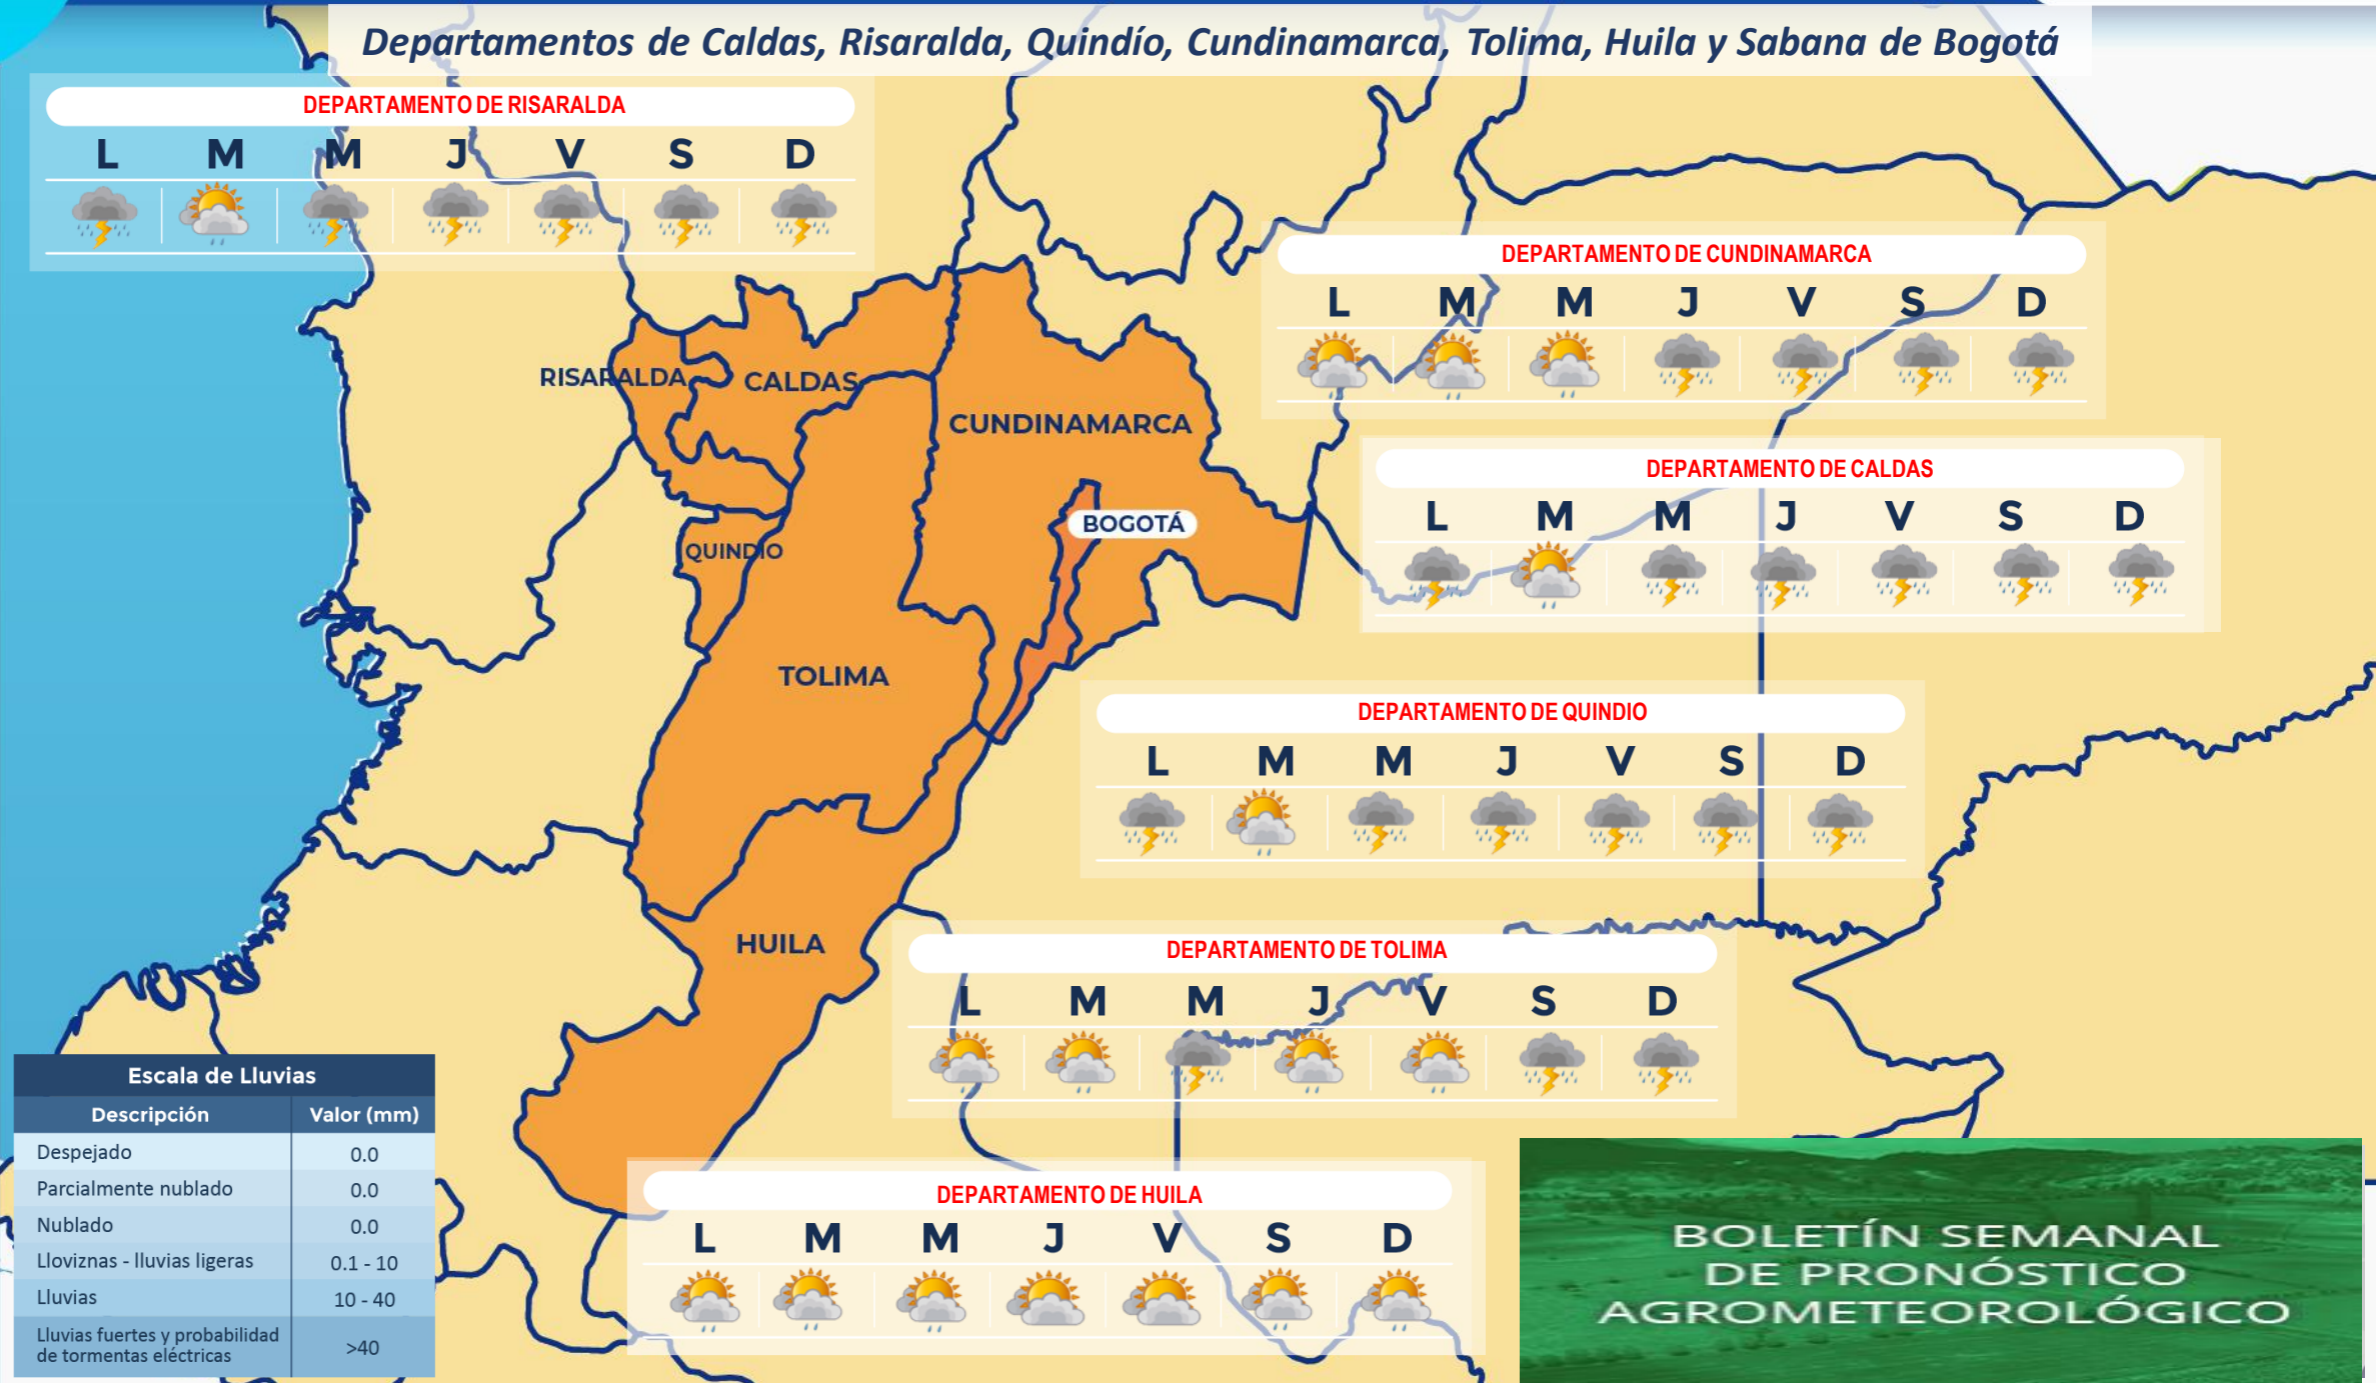 Departamentos de Caldas, Risaralda, Quindío, Cundinamarca, Tolima, Huila y Sabana de Bogotá
DEPARTAMENTO DE RISARALDA
L M M J V S D
DEPARTAMENTO DE CUNDINAMARCA
L M M J V S D
RISARALDA
CALDAS
CUNDINAMARCA
DEPARTAMENTO DE CALDAS
L M M J V S D
BOGOTÁ
QUINDIO
TOLIMA
DEPARTAMENTO DE QUINDIO
L M M J V S D
HUILA
DEPARTAMENTO DE TOLIMA
L M M J V S D
Escala de Lluvias
Descripción Valor (mm)
Despejado 0.0
Parcialmente nublado 0.0
Nublado 0.0
Lloviznas - lluvias ligeras 0.1 - 10
Lluvias 10 - 40
Lluvias fuertes y probabilidad
de tormentas eléctricas >40
DEPARTAMENTO DE HUILA
L M M J V S D
BOLETÍN SEMANAL
DE PRONÓSTICO
AGROMETEOROLÓGICO